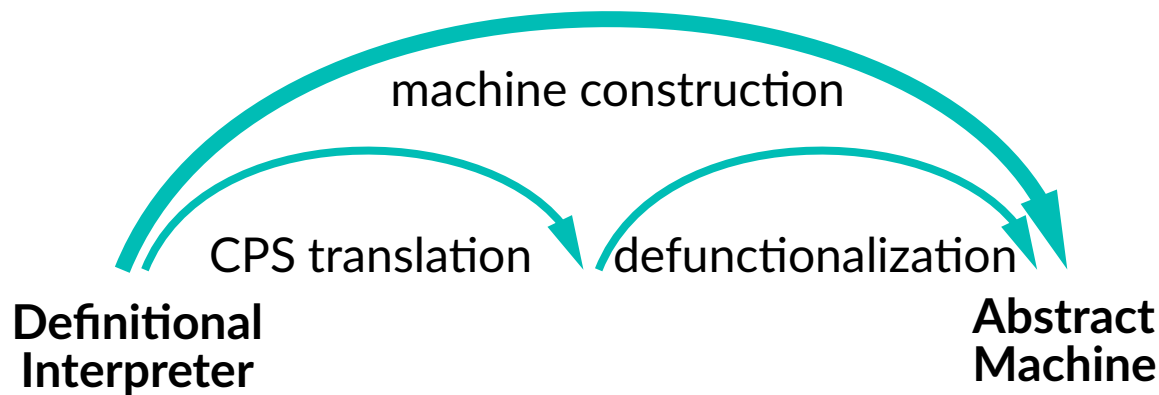 machine construction
CPS translation
defunctionalization
Definitional
Interpreter
Abstract
Machine